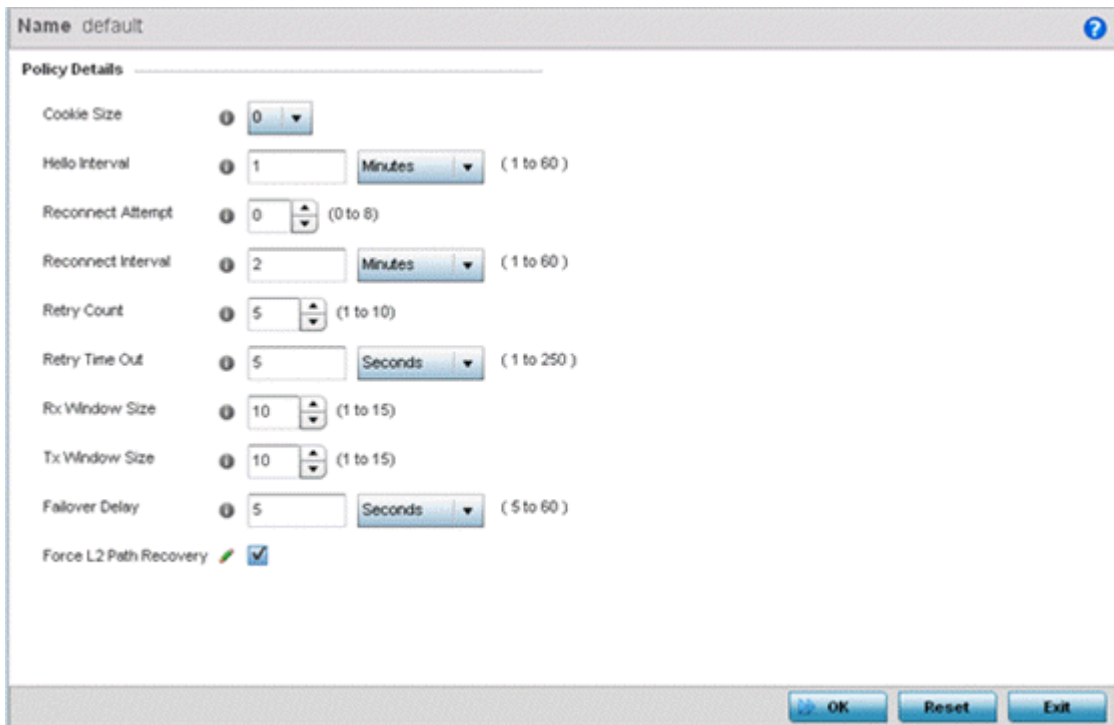 Name default
Policy Details
Cookie Size 0
Hello Interval 1 Minutes ( 1 to 60 )
Reconnect Attempt 0 (0 to 8)
Reconnect Interval 2 Minutes ( 1 to 60 )
Retry Count 5 (1 to 10)
Retry Time Out 5 Seconds ( 1 to 250 )
Rx Window Size 10 (1 to 15)
Tx Window Size 10 (1 to 15)
Failover Delay 5 Seconds ( 5 to 60 )
Force L2 Path Recovery
OK Reset Exit